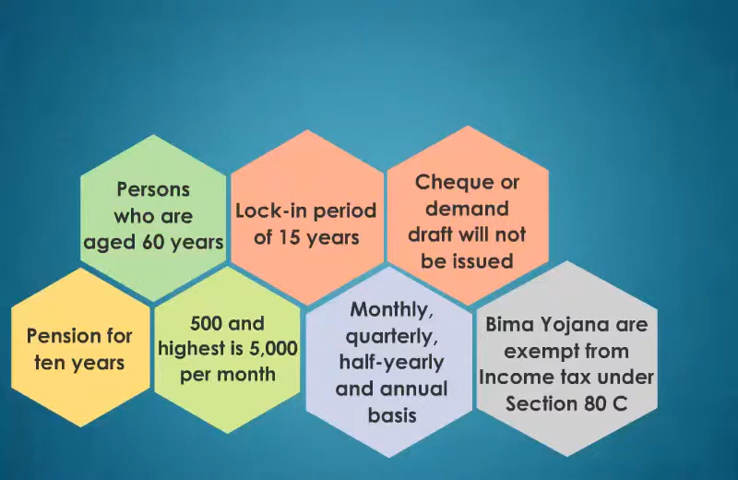 Persons
who are
aged 60 years
Lock-in period
of 15 years
Cheque or
demand
draft will not
be issued
Pension for
ten years
500 and
highest is 5,000
per month
Monthly,
quarterly,
half-yearly
and annual
basis
Bima Yojana are
exempt from
Income tax under
Section 80 C